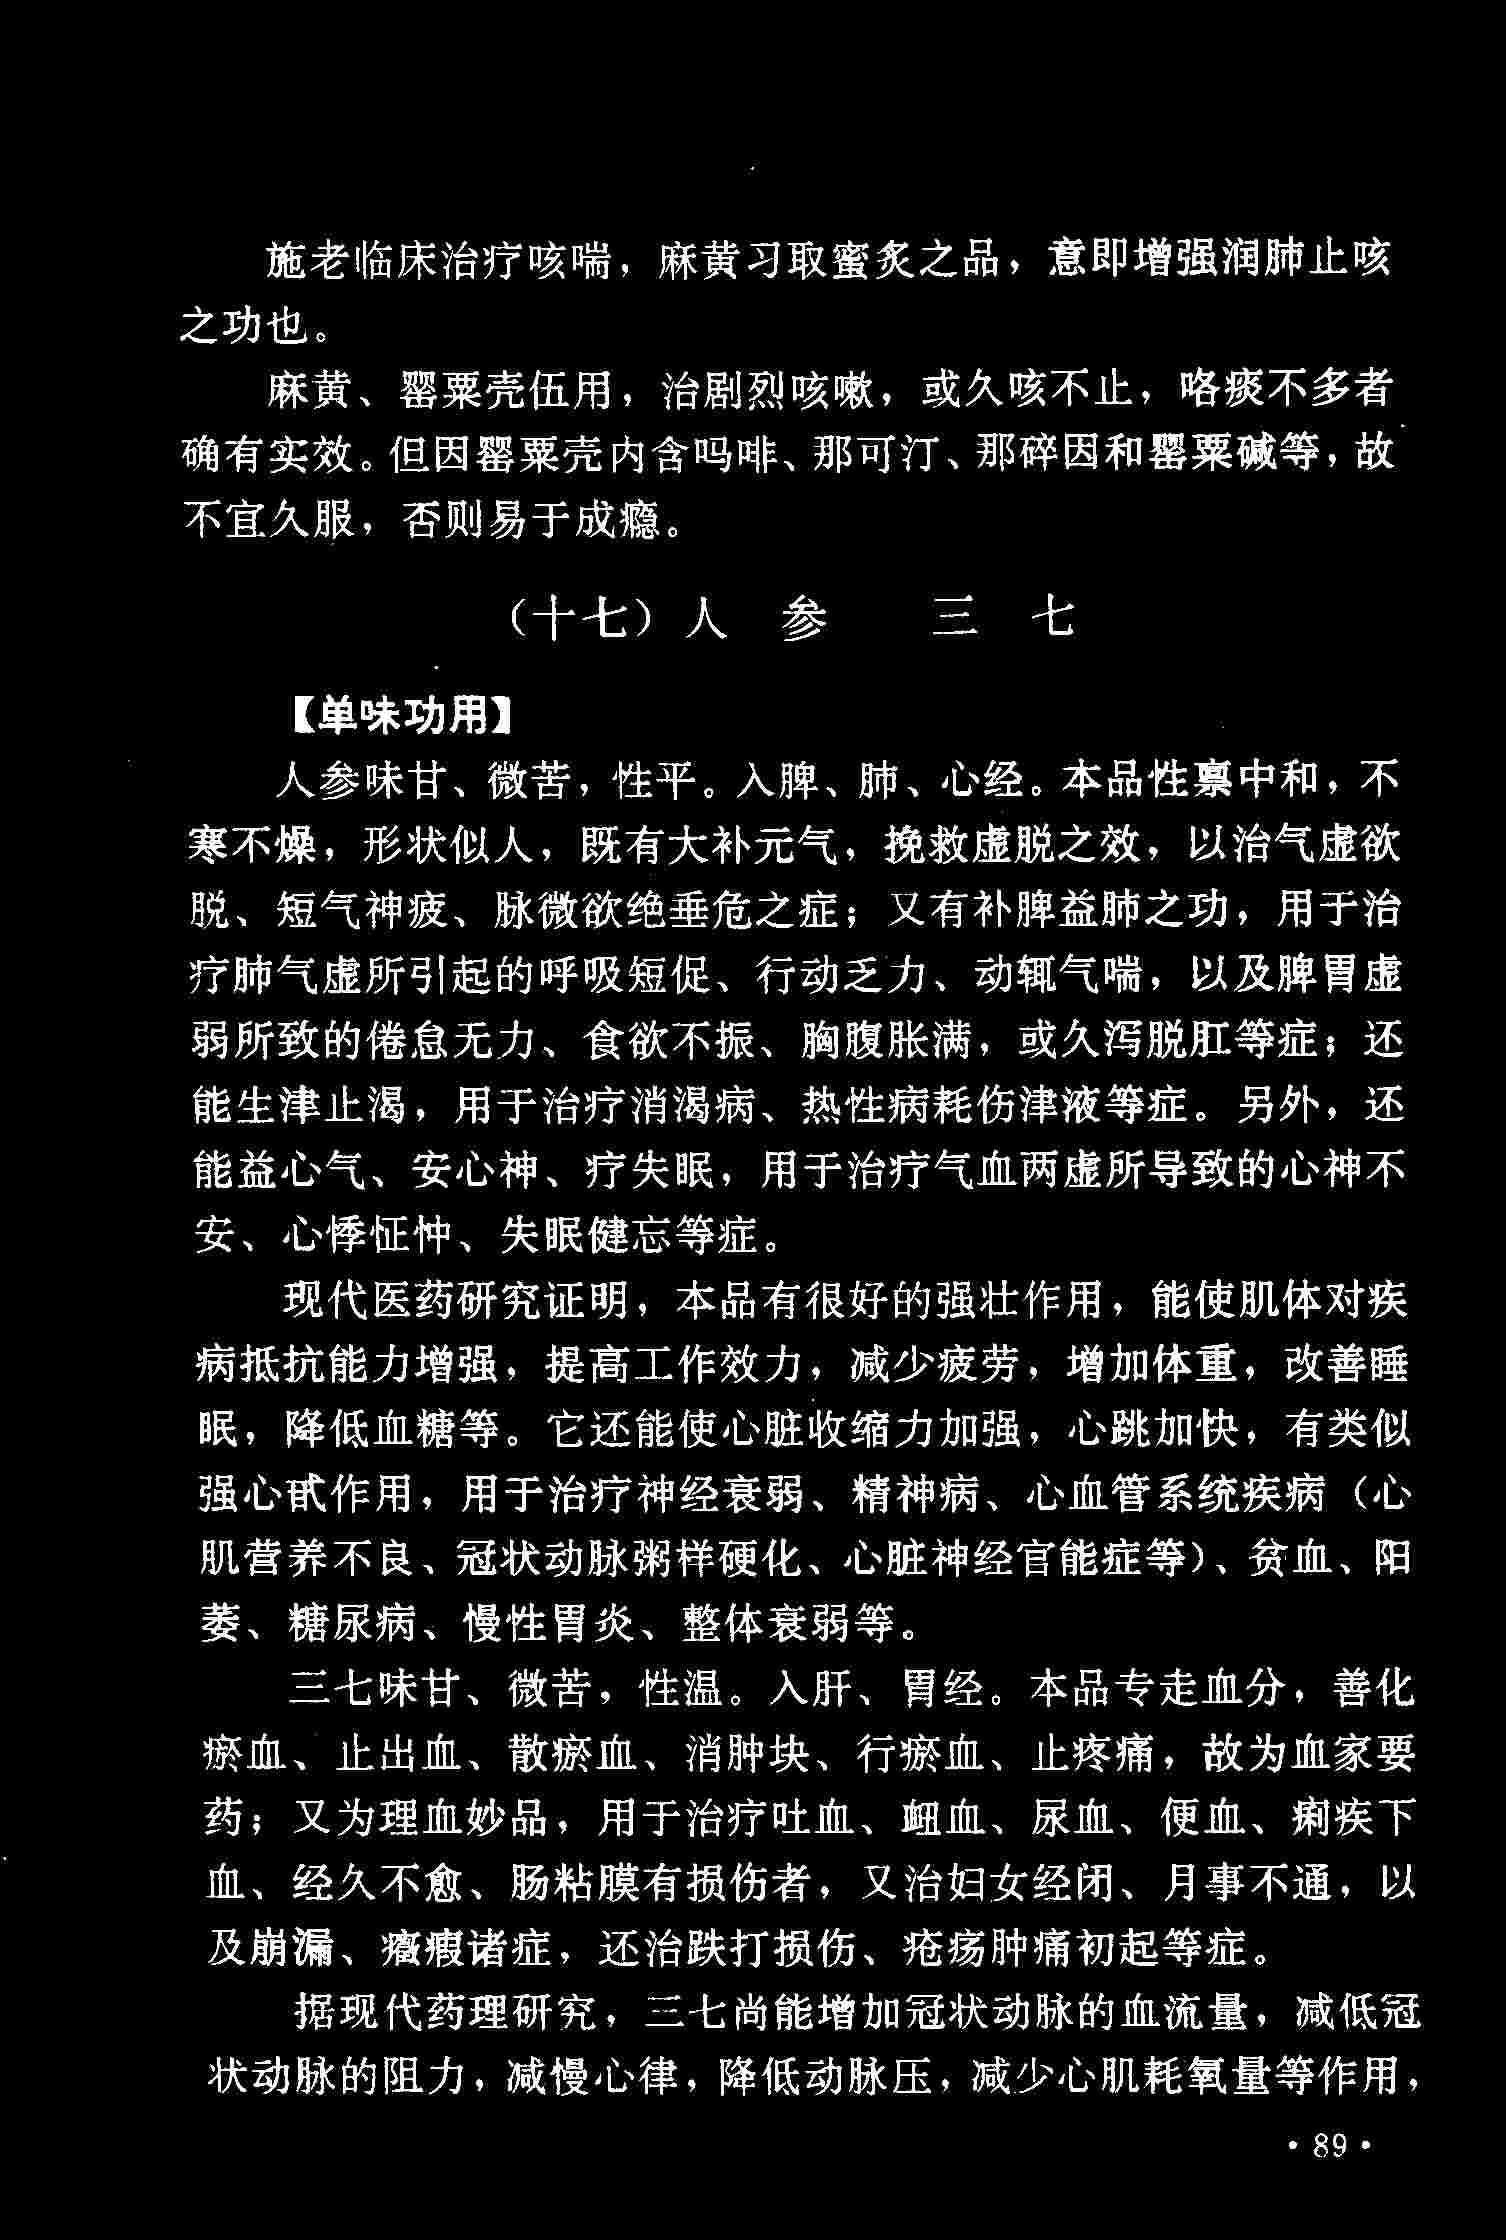 施老临床治疗咳喘，麻黄习取蜜炙之品，意即增强润肺止咳
之功也。
麻黄、罂粟壳伍用，治剧烈咳嗽，或久咳不止，咯痰不多者
确有实效。但因罂粟壳内含吗啡、那可汀、那碎因和罂粟碱等，故
不宜久服，否则易于成瘾。
（十七）人 参 三 七
【单味功用】
人参味甘、微苦，性平。入脾、肺、心经。本品性禀中和，不
寒不燥，形状似人，既有大补元气，挽救虚脱之效，以治气虚欲
脱、短气神疲、脉微欲绝垂危之症；又有补脾益肺之功，用于治
疗肺气虚所引起的呼吸短促、行动乏力、动辄气喘，以及脾胃虚
弱所致的倦怠无力、食欲不振、胸腹胀满，或久泻脱肛等症；还
能生津止渴，用于治疗消渴病、热性病耗伤津液等症。另外，还
能益心气、安心神、疗失眠，用于治疗气血两虚所导致的心神不
安、心悸怔忡、失眠健忘等症。
现代医药研究证明，本品有很好的强壮作用，能使肌体对疾
病抵抗能力增强，提高工作效力，减少疲劳，增加体重，改善睡
眠，降低血糖等。它还能使心脏收缩力加强，心跳加快，有类似
强心甙作用，用于治疗神经衰弱、精神病、心血管系统疾病（心
肌营养不良、冠状动脉粥样硬化、心脏神经官能症等）、贫血、阳
萎、糖尿病、慢性胃炎、整体衰弱等。
三七味甘、微苦，性温。入肝、胃经。本品专走血分，善化
瘀血、止出血、散瘀血、消肿块、行瘀血、止疼痛，故为血家要
药；又为理血妙品，用于治疗吐血、衄血、尿血、便血、痢疾下
血、经久不愈、肠粘膜有损伤者，又治妇女经闭、月事不通，以
及崩漏、癥瘕诸症，还治跌打损伤、疮疡肿痛初起等症。
据现代药理研究，三七尚能增加冠状动脉的血流量，减低冠
状动脉的阻力，减慢心律，降低动脉压，减少心肌耗氧量等作用，
·89·